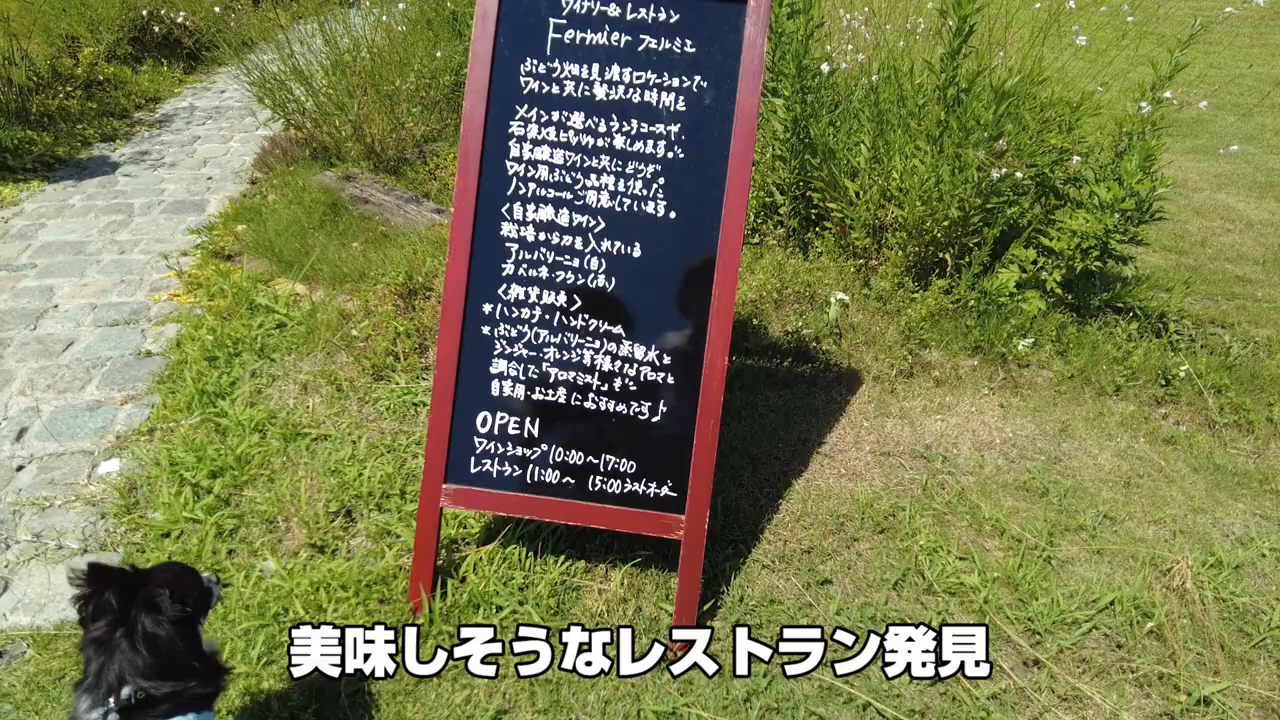 ワイナリー& レストラン
Fermier フェルミエ
ぶどう畑を見渡すロケーションで
ワインと共に贅沢な時間を
メインが選べるランチコースや、
石窯焼ピッツァが楽しめます。
自家醸造ワインと共にどうぞ。
ワイン用ぶどう品種を使った
ノンアルコールご用意しています。
〈自家醸造ワイン〉
栽培から力を入れている
アルバリーニョ(白)
カベルネ・フラン(赤)
〈雑貨販売〉
*ハンカチ・ハンドクリーム
*ぶどう(アルバリーニョ)の蒸留水と
ジンジャー・オレンジ等様々なアロマと
調合した「アロマミスト」も
自家用・お土産におすすめです♪
OPEN
ワインショップ 10:00〜17:00
レストラン 11:00〜 15:00ラストオーダー
美味しそうなレストラン発見